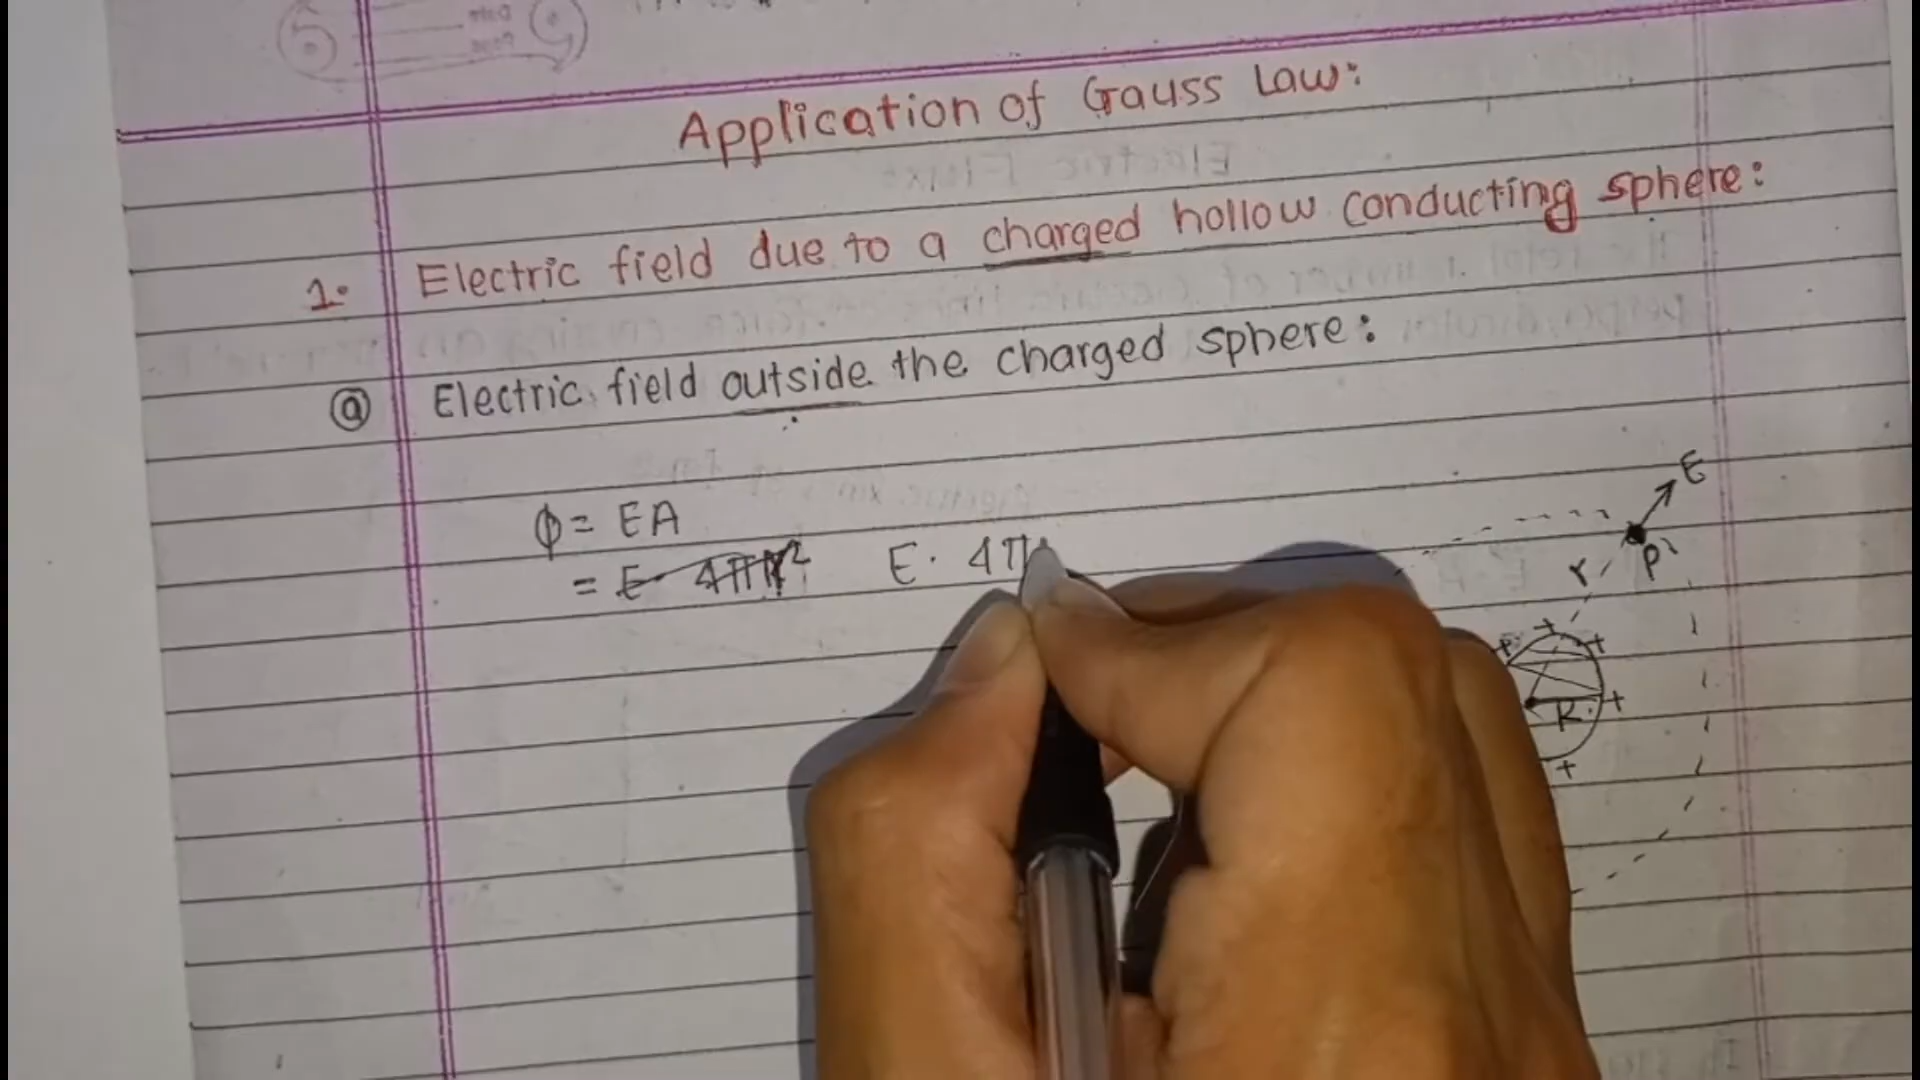 Application of Gauss Law:
1. Electric field due to a charged hollow conducting sphere:
ⓐ Electric field outside the charged sphere:
ϕ = EA
= E. 4πr² E. 4π
E
P
r
+ + + + +
R